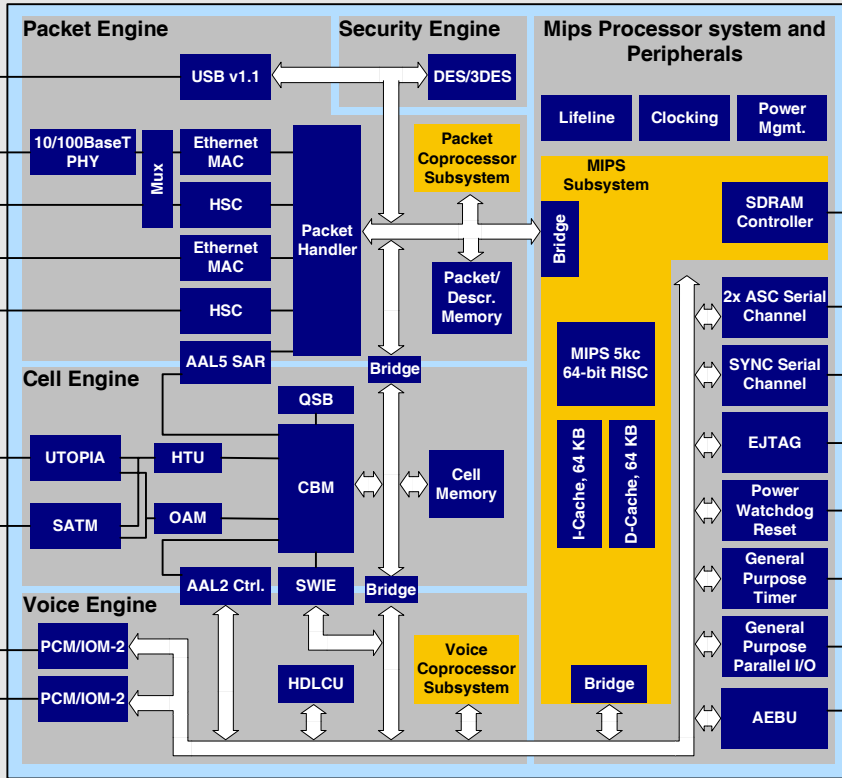 Packet Engine
Security Engine
Mips Processor system and
Peripherals
USB v1.1
DES/3DES
Lifeline
Clocking
Power
Mgmt.
10/100BaseT
PHY
Mux
Ethernet
MAC
HSC
Ethernet
MAC
HSC
AAL5 SAR
Packet
Handler
Packet
Coprocessor
Subsystem
Packet/
Descr.
Memory
Bridge
MIPS
Subsystem
Bridge
SDRAM
Controller
MIPS 5kc
64-bit RISC
I-Cache, 64 KB
D-Cache, 64 KB
Bridge
2x ASC Serial
Channel
SYNC Serial
Channel
EJTAG
Power
Watchdog
Reset
General
Purpose
Timer
General
Purpose
Parallel I/O
AEBU
Cell Engine
QSB
UTOPIA
HTU
CBM
Cell
Memory
SATM
OAM
AAL2 Ctrl.
SWIE
Bridge
Voice Engine
PCM/IOM-2
PCM/IOM-2
HDLCU
Voice
Coprocessor
Subsystem